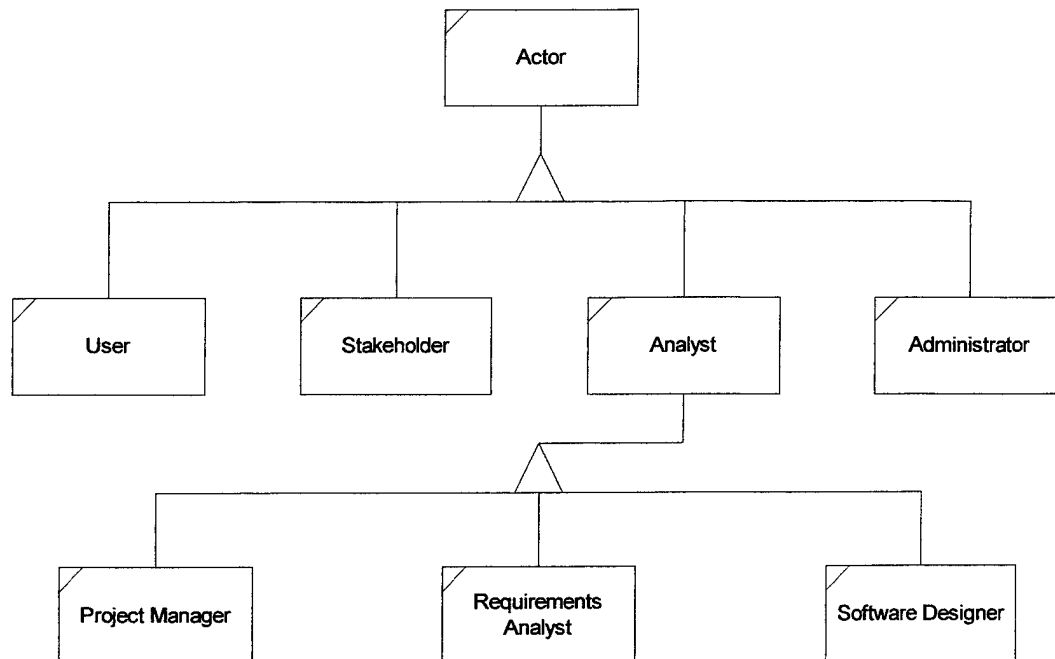 Actor
User
Stakeholder
Analyst
Administrator
Project Manager
Requirements
Analyst
Software Designer